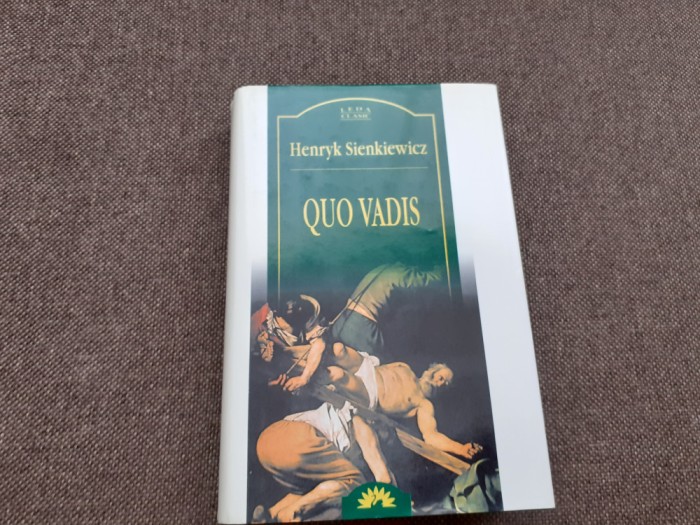 LEDA
CLASIC
Henryk Sienkiewicz
QUO VADIS